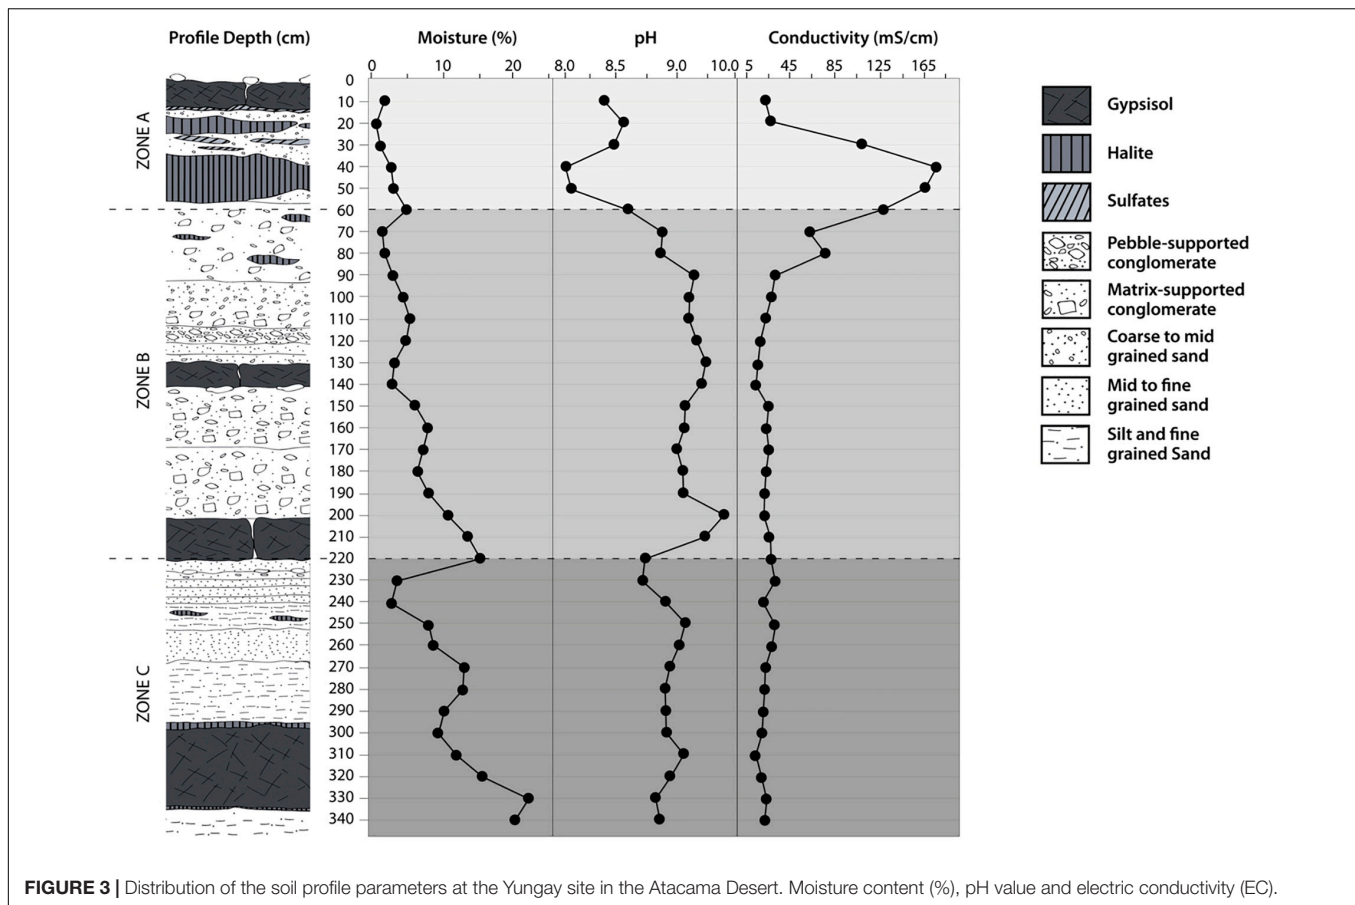 Profile Depth (cm)
Moisture (%)
pH
Conductivity (mS/cm)
0 10 20
8.0 8.5 9.0 10.0
5 45 85 125 165
0
10
20
30
40
50
60
70
80
90
100
110
120
130
140
150
160
170
180
190
200
210
220
230
240
250
260
270
280
290
300
310
320
330
340
ZONE A
ZONE B
ZONE C
Gypsisol
Halite
Sulfates
Pebble-supported
conglomerate
Matrix-supported
conglomerate
Coarse to mid
grained sand
Mid to fine
grained sand
Silt and fine
grained Sand
FIGURE 3 | Distribution of the soil profile parameters at the Yungay site in the Atacama Desert. Moisture content (%), pH value and electric conductivity (EC).